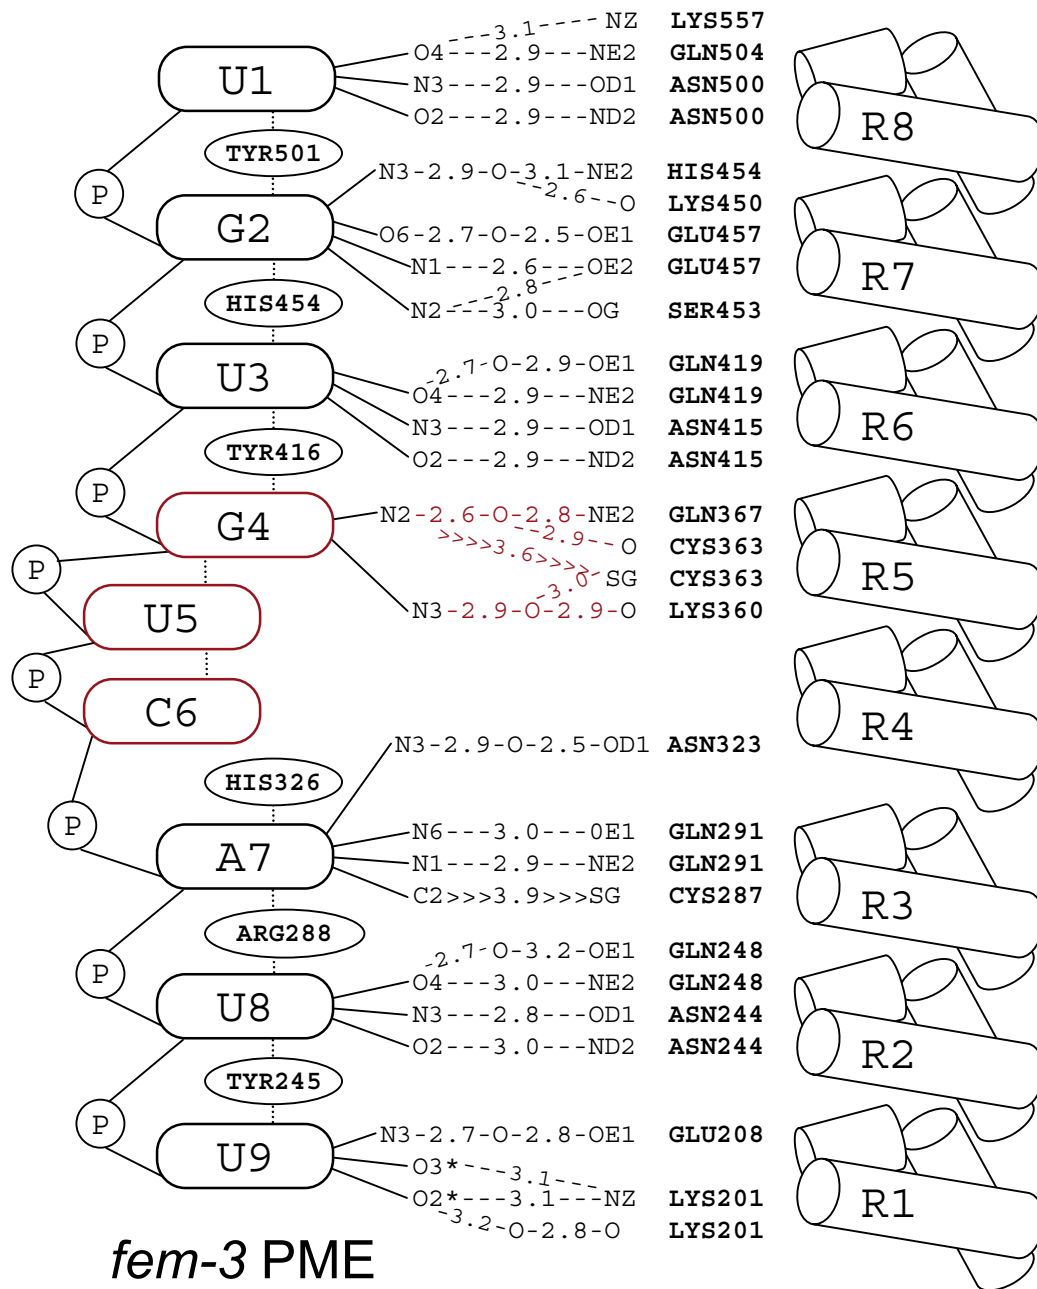 NZ LYS557
---3.1---
U1
O4---2.9---NE2 GLN504
N3---2.9---OD1 ASN500
O2---2.9---ND2 ASN500
R8
TYR501
P
N3-2.9-O-3.1-NE2 HIS454
--2.6--O LYS450
G2
O6-2.7-O-2.5-OE1 GLU457
N1---2.6---OE2 GLU457
--2.8---
N2---3.0---OG SER453
R7
HIS454
P
-2.7-O-2.9-OE1 GLN419
U3
O4---2.9---NE2 GLN419
N3---2.9---OD1 ASN415
O2---2.9---ND2 ASN415
R6
TYR416
P
G4
N2-2.6-O-2.8-NE2 GLN367
--2.9--O CYS363
>>>>3.6>>>>
SG CYS363
-3.0-
N3-2.9-O-2.9-O LYS360
R5
P
U5
P
C6
R4
N3-2.9-O-2.5-OD1 ASN323
HIS326
P
A7
N6---3.0---0E1 GLN291
N1---2.9---NE2 GLN291
C2>>>3.9>>>SG CYS287
R3
ARG288
P
-2.7-O-3.2-OE1 GLN248
U8
O4---3.0---NE2 GLN248
N3---2.8---OD1 ASN244
O2---3.0---ND2 ASN244
R2
TYR245
P
U9
N3-2.7-O-2.8-OE1 GLU208
O3*---3.1---
O2*---3.1---NZ LYS201
-3.2-O-2.8-O LYS201
R1
fem-3 PME